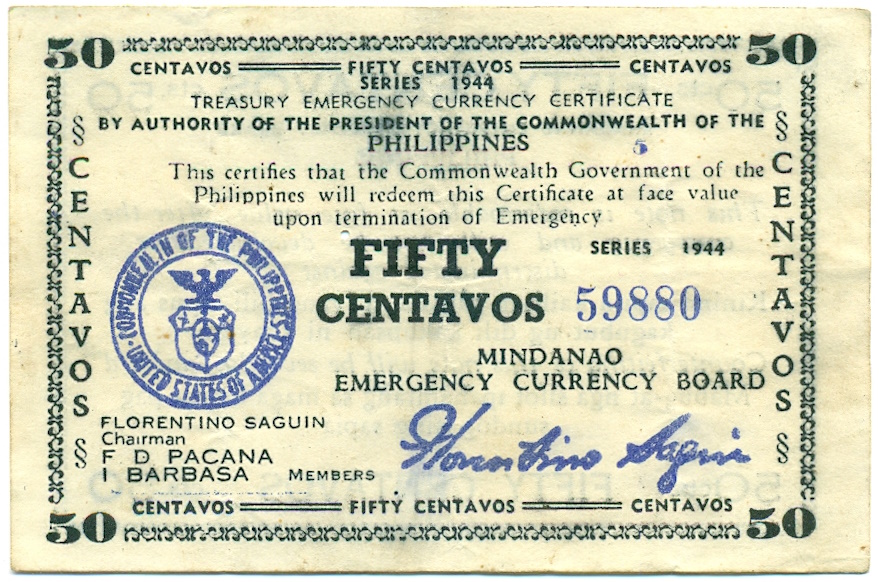 50 50
CENTAVOS FIFTY CENTAVOS CENTAVOS
SERIES 1944
TREASURY EMERGENCY CURRENCY CERTIFICATE
§ BY AUTHORITY OF THE PRESIDENT OF THE COMMONWEALTH OF THE §
PHILIPPINES
5
This certifies that the Commonwealth Government of the
Philippines will redeem this Certificate at face value
upon termination of Emergency
CENTAVOS
CENTAVOS
FIFTY SERIES 1944
CENTAVOS 59880
COMMONWEALTH OF THE PHILIPPINES
UNITED STATES OF AMERICA
MINDANAO
EMERGENCY CURRENCY BOARD
FLORENTINO SAGUIN
Chairman
F D PACANA
I BARBASA MEMBERS
Florentino Saguin
§ §
CENTAVOS FIFTY CENTAVOS CENTAVOS
50 50